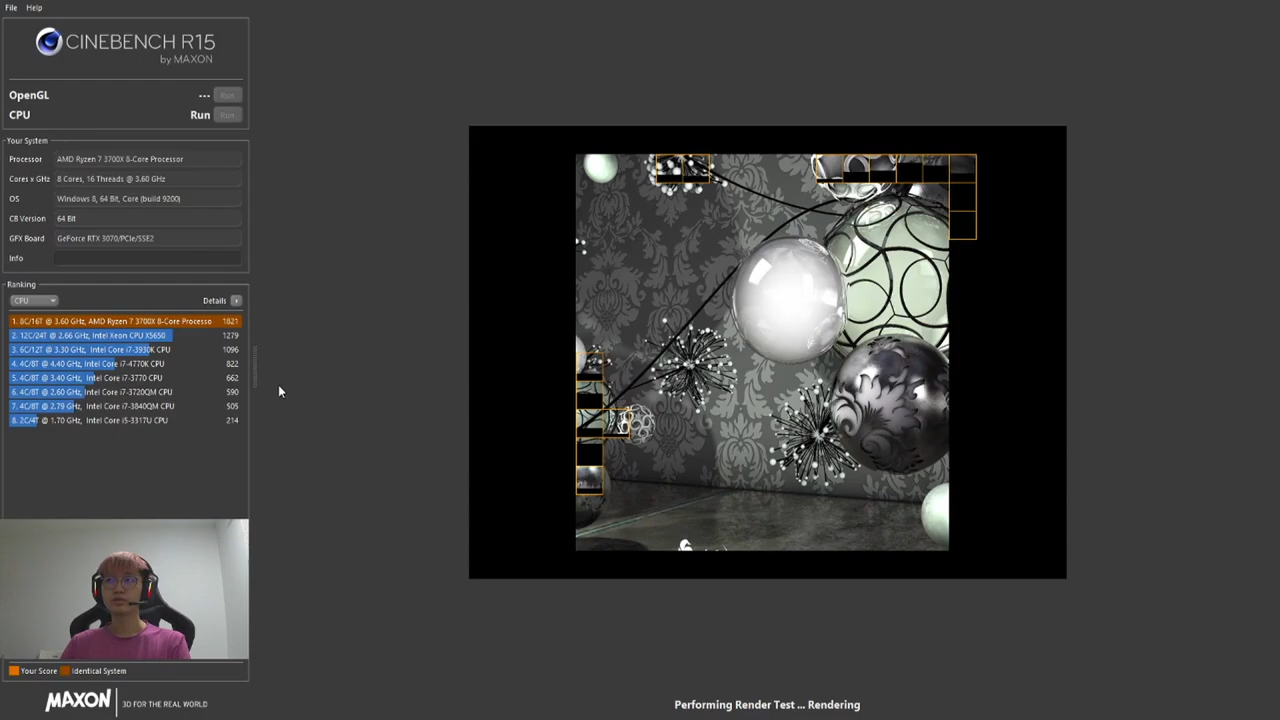 File Help
CINEBENCH R15
by MAXON
OpenGL --- Run
CPU Run Run
Your System
Processor AMD Ryzen 7 3700X 8-Core Processor
Cores x GHz 8 Cores, 16 Threads @ 3.60 GHz
OS Windows 8, 64 Bit, Core (build 9200)
CB Version 64 Bit
GFX Board GeForce RTX 3070/PCIe/SSE2
Info
Ranking
CPU Details
1. 8C/16T @ 3.60 GHz, AMD Ryzen 7 3700X 8-Core Processo 1821
2. 12C/24T @ 2.66 GHz, Intel Xeon CPU X5650 1279
3. 6C/12T @ 3.30 GHz, Intel Core i7-3930K CPU 1096
4. 4C/8T @ 4.40 GHz, Intel Core i7-4770K CPU 822
5. 4C/8T @ 3.40 GHz, Intel Core i7-3770 CPU 662
6. 4C/8T @ 2.60 GHz, Intel Core i7-3720QM CPU 590
7. 4C/8T @ 2.79 GHz, Intel Core i7-3840QM CPU 505
8. 2C/4T @ 1.70 GHz, Intel Core i5-3317U CPU 214
Your Score Identical System
MAXON 3D FOR THE REAL WORLD
Performing Render Test ... Rendering